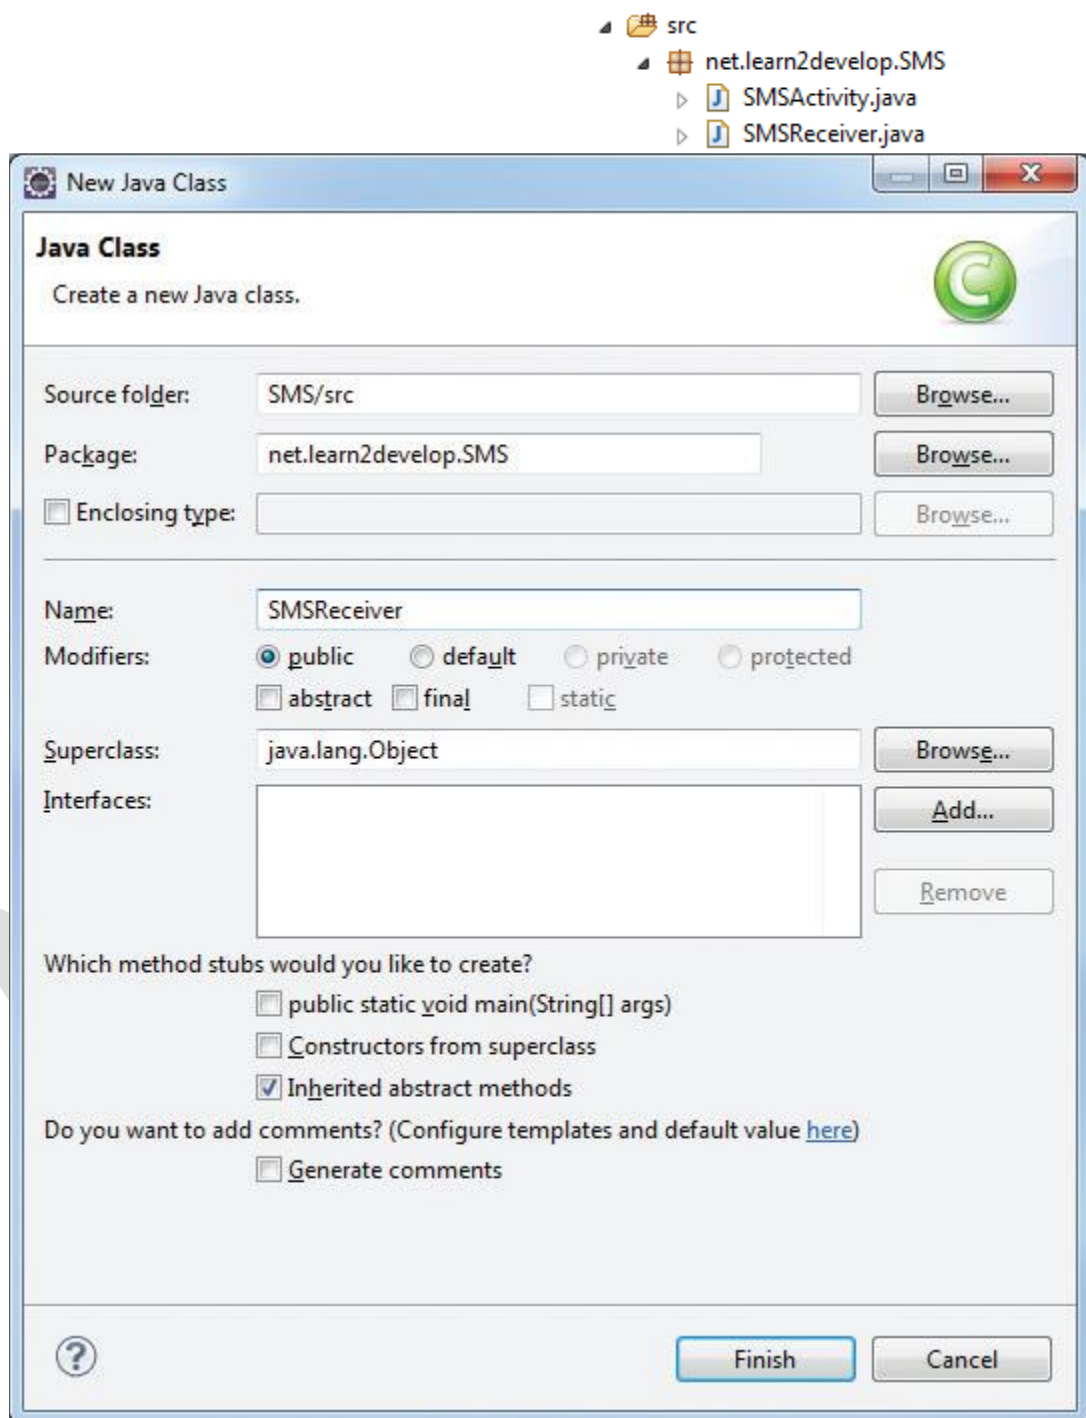 src
net.learn2develop.SMS
SMSActivity.java
SMSReceiver.java
New Java Class
Java Class
Create a new Java class.
Source folder: SMS/src Browse...
Package: net.learn2develop.SMS Browse...
Enclosing type: Browse...
Name: SMSReceiver
Modifiers: public default private protected
abstract final static
Superclass: java.lang.Object Browse...
Interfaces: Add...
Remove
Which method stubs would you like to create?
public static void main(String[] args)
Constructors from superclass
Inherited abstract methods
Do you want to add comments? (Configure templates and default value here)
Generate comments
Finish Cancel